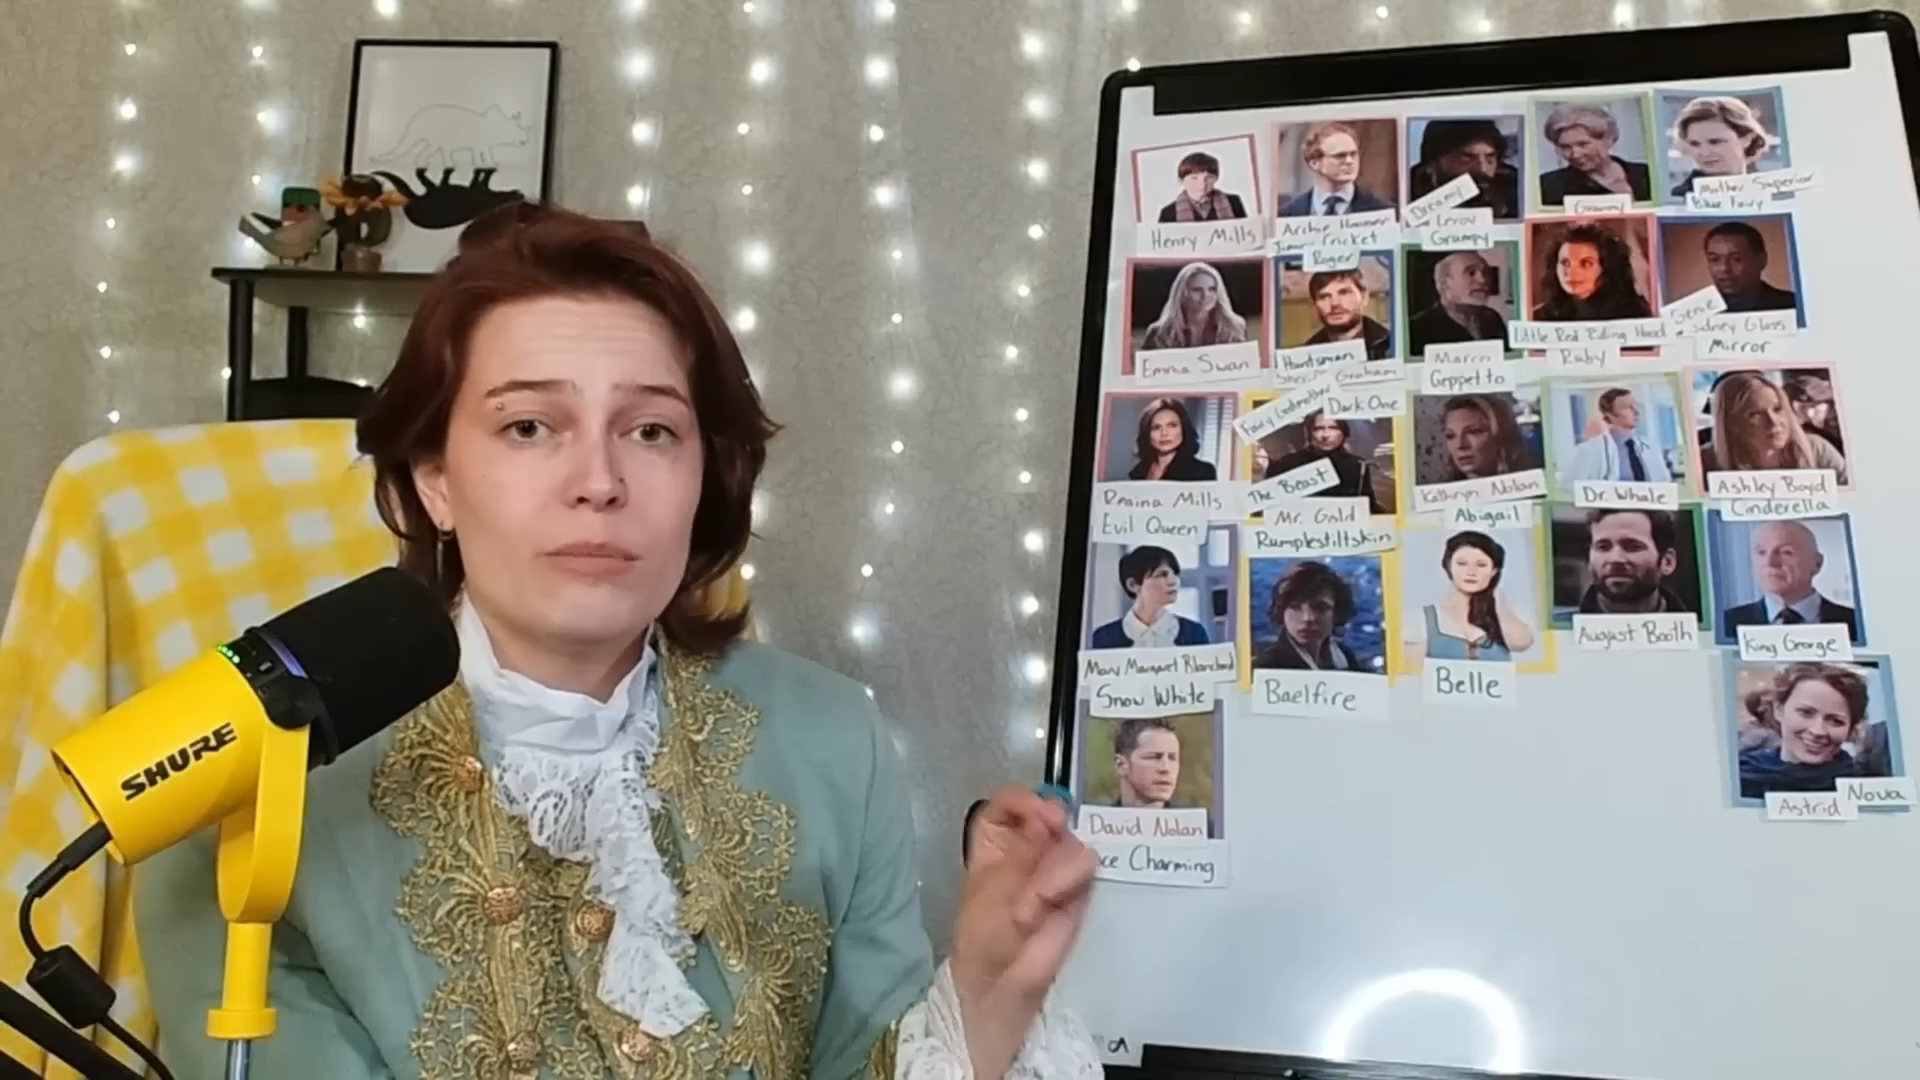 SHURE
Henry Mills
Archie Hopper
Jiminy Cricket
Dreamy
Leroy
Grumpy
Granny
Mother Superior
Blue Fairy
Emma Swan
Roger
Huntsman
Sheriff Graham
Marco
Geppetto
Little Red Riding Hood
Ruby
Genie
Sidney Glass
Mirror
Regina Mills
Evil Queen
Fairy Godmother
Dark One
The Beast
Mr. Gold
Rumplestiltskin
Kathryn Nolan
Abigail
Dr. Whale
Ashley Boyd
Cinderella
Mary Margaret Blanchard
Snow White
Baelfire
Belle
August Booth
King George
David Nolan
ce Charming
Astrid
Nova